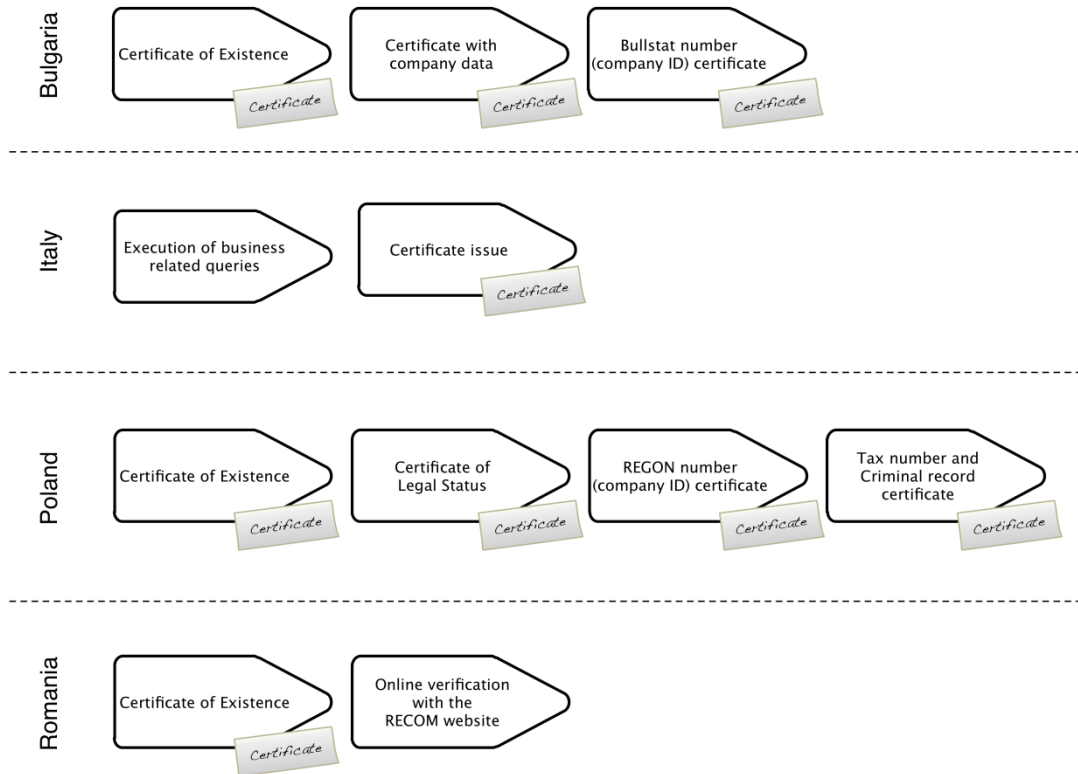 Bulgaria
Certificate of Existence
Certificate
Certificate with
company data
Certificate
Bullstat number
(company ID) certificate
Certificate
Italy
Execution of business
related queries
Certificate issue
Certificate
Poland
Certificate of Existence
Certificate
Certificate of
Legal Status
Certificate
REGON number
(company ID) certificate
Certificate
Tax number and
Criminal record
certificate
Certificate
Romania
Certificate of Existence
Certificate
Online verification
with the
RECOM website